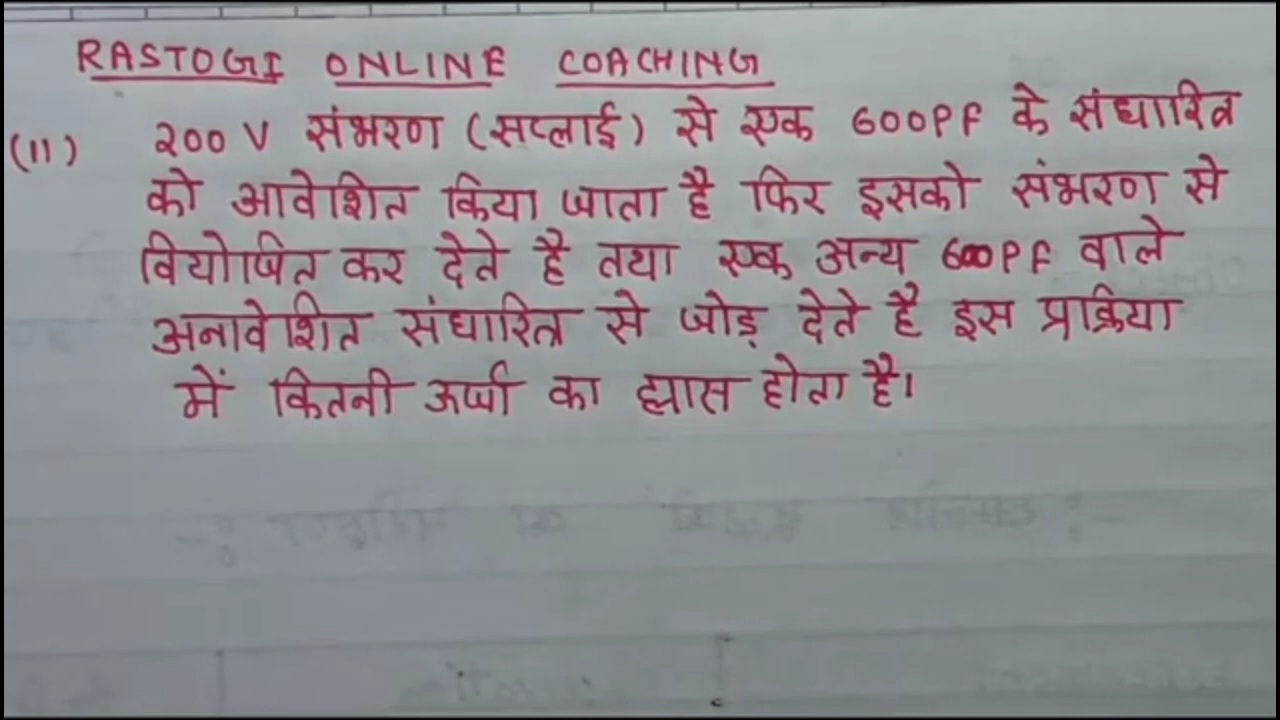 RASTOGI ONLINE COACHING
(11) 200 V संभरण (सप्लाई) से एक 600PF के संधारित्र
को आवेशित किया जाता है फिर इसको संभरण से
वियोजित कर देते है तथा एक अन्य 600PF वाले
अनावेशित संधारित्र से जोड़ देते है इस प्रक्रिया
में कितनी ऊर्जा का ह्मास होता है।